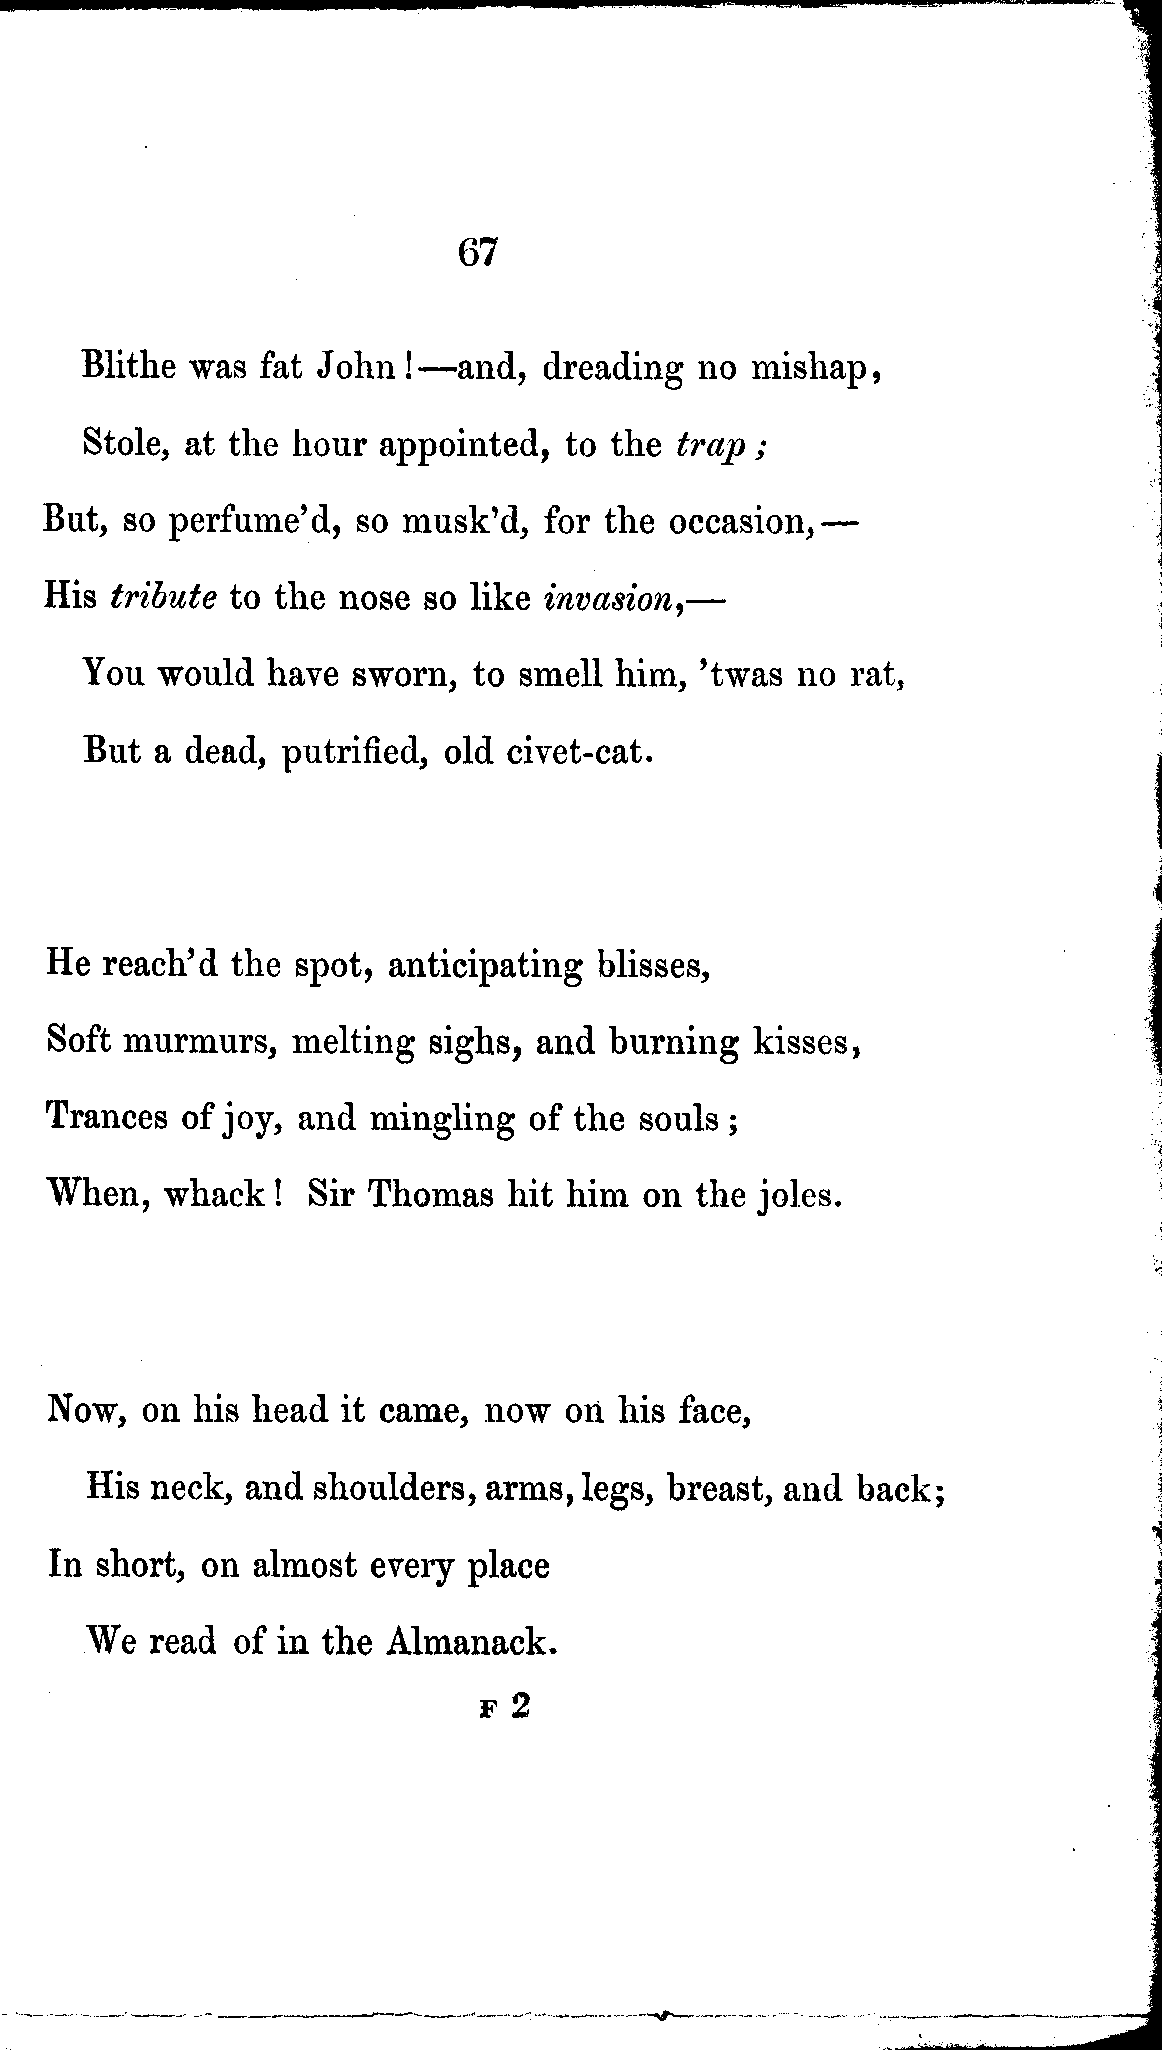 67
Blithe was fat John!—and, dreading no mishap,
Stole, at the hour appointed, to the trap;
But, so perfume'd, so musk'd, for the occasion,—
His tribute to the nose so like invasion,—
You would have sworn, to smell him, 'twas no rat,
But a dead, putrified, old civet-cat.
He reach'd the spot, anticipating blisses,
Soft murmurs, melting sighs, and burning kisses,
Trances of joy, and mingling of the souls;
When, whack! Sir Thomas hit him on the joles.
Now, on his head it came, now on his face,
His neck, and shoulders, arms, legs, breast, and back;
In short, on almost every place
We read of in the Almanack.
F 2